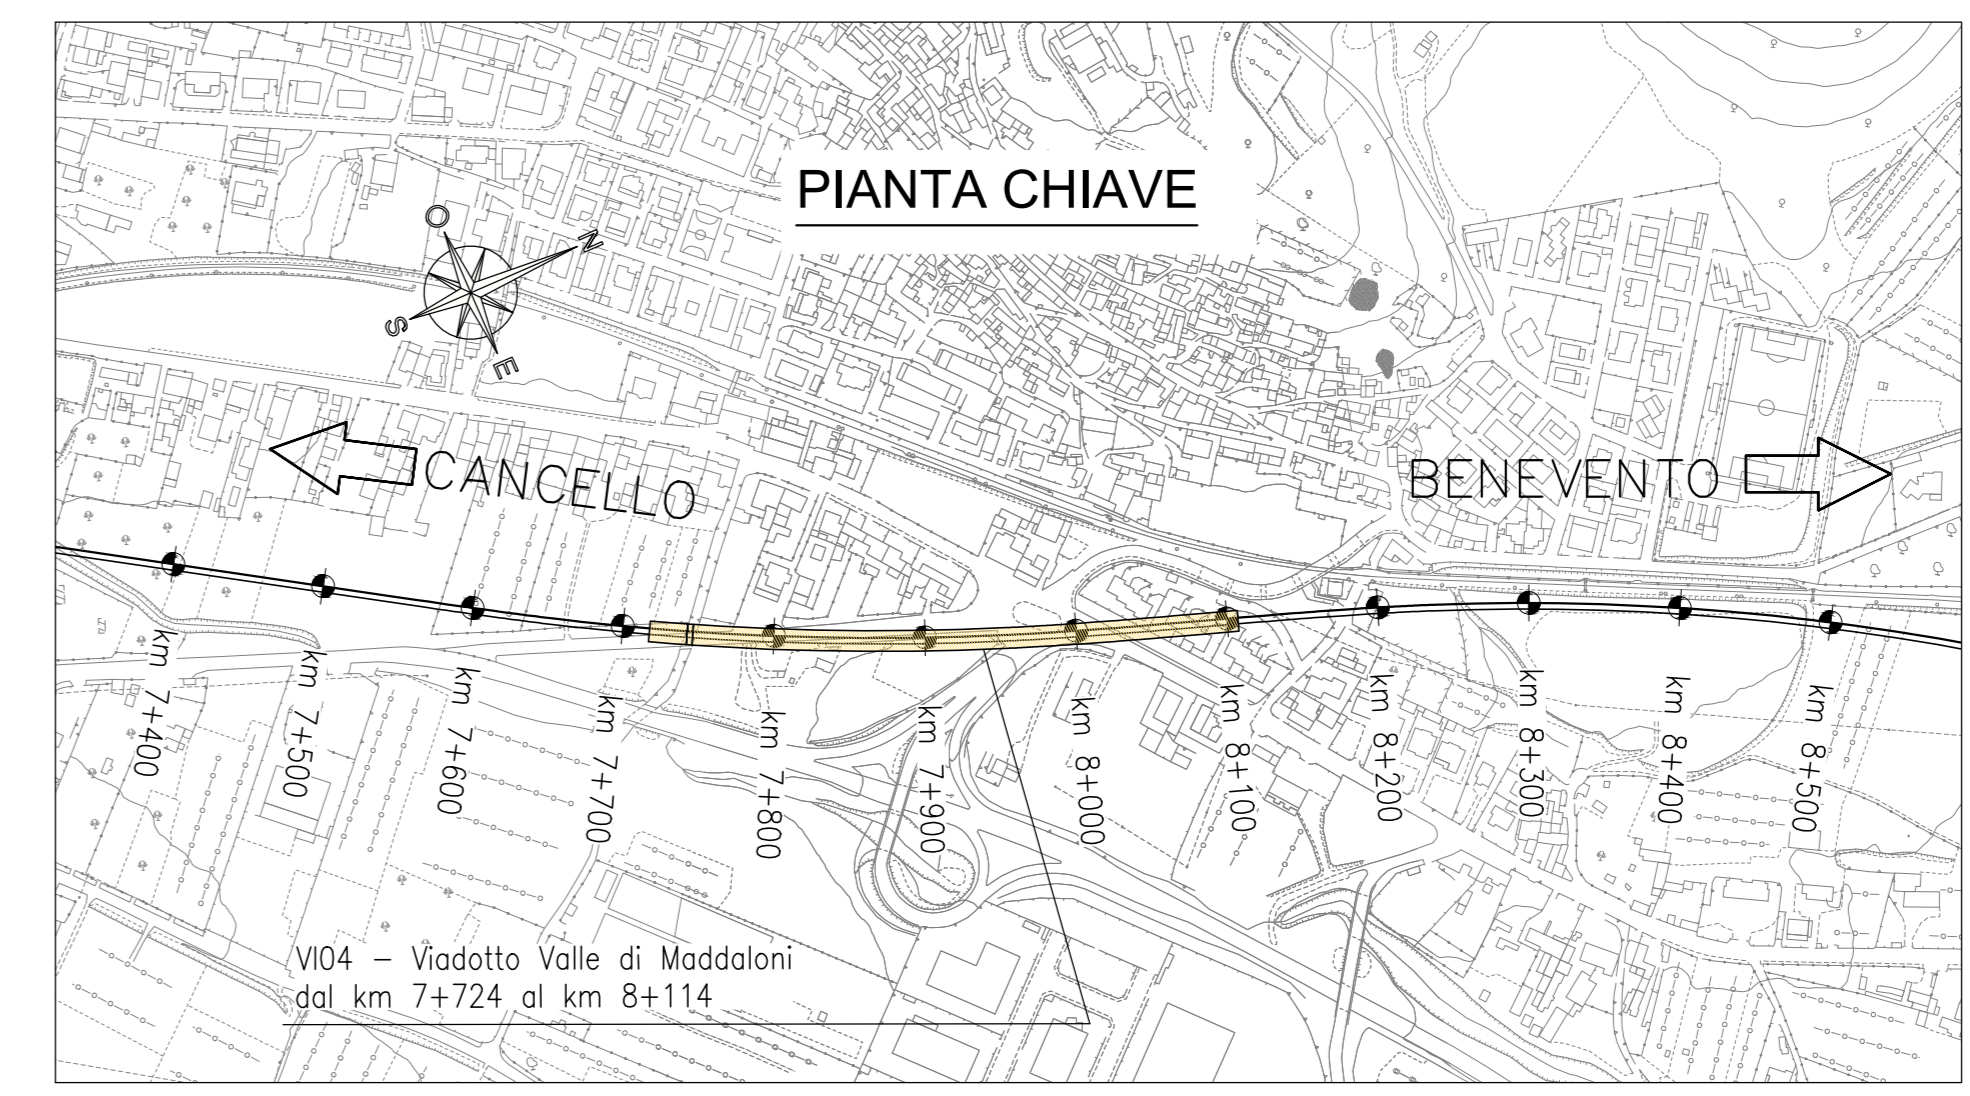 PIANTA CHIAVE
O
N
S
E
CANCELLO
BENEVENTO
km 7+400
km 7+500
km 7+600
km 7+700
km 7+800
km 7+900
km 8+000
km 8+100
km 8+200
km 8+300
km 8+400
km 8+500
VI04 – Viadotto Valle di Maddaloni
dal km 7+724 al km 8+114